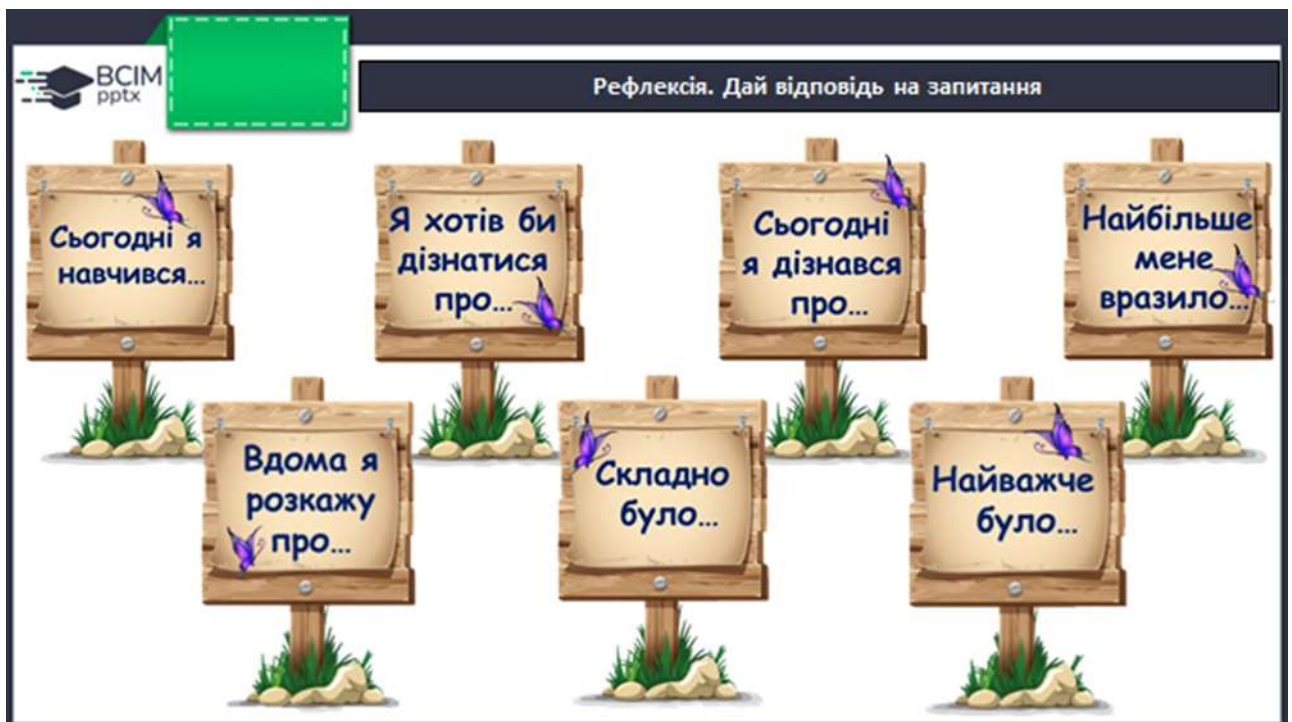 ВСІМ
pptx
Рефлексія. Дай відповідь на запитання
Сьогодні я
навчився...
Я хотів би
дізнатися
про...
Сьогодні
я дізнався
про...
Найбільше
мене
вразило...
Вдома я
розкажу
про...
Складно
було...
Найважче
було...